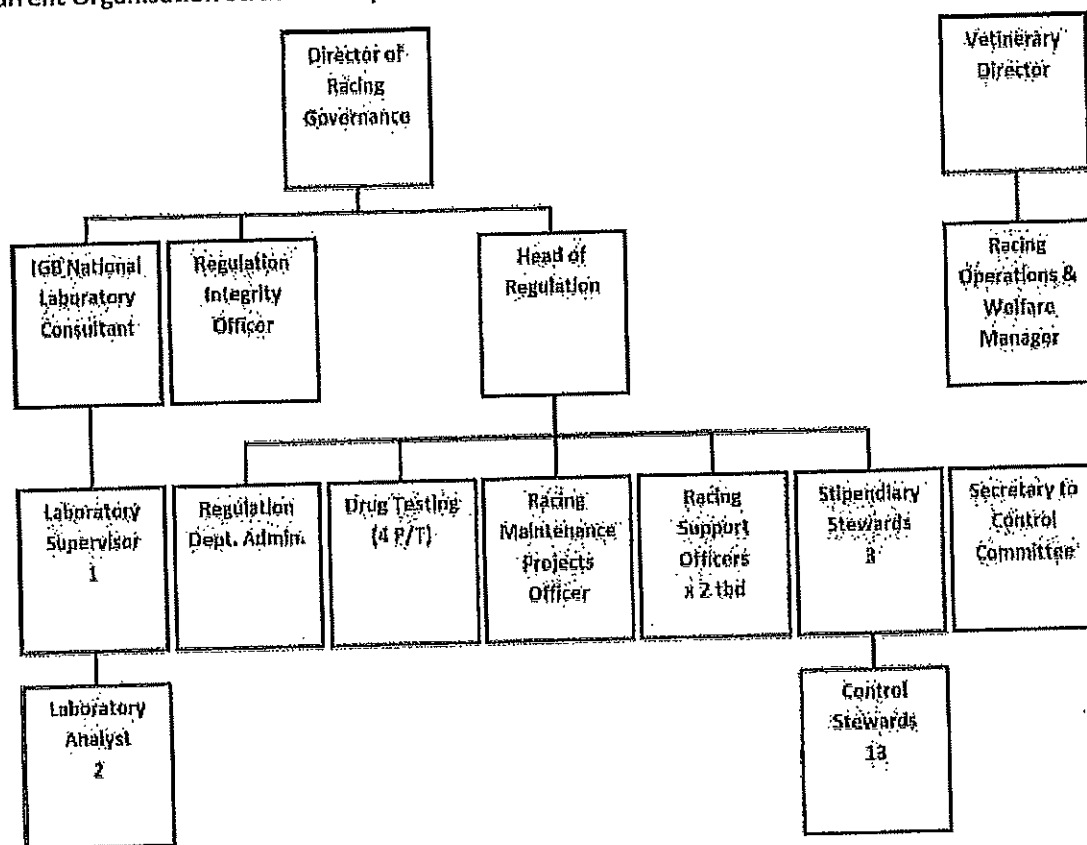 Organisation
Director of
Racing
Governance
Vetinerary
Director
IGB National
Laburatory
Consultant
Regulation
Integrity
Officer
Head of
Regulation
Racing
Operations &
Welfare
Manager
Laboratory
Supervisor
1
Regulation
Dept. Admin.
Drug Testing
(4 P/T)
Racing
Maintenance
Projects
Officer
Racing
Support
Officers
x 2 tbd
Stipendiary
Stewards
Secretary to
Control
Committee
Laboratory
Analyst
2
Control
Stewards
13